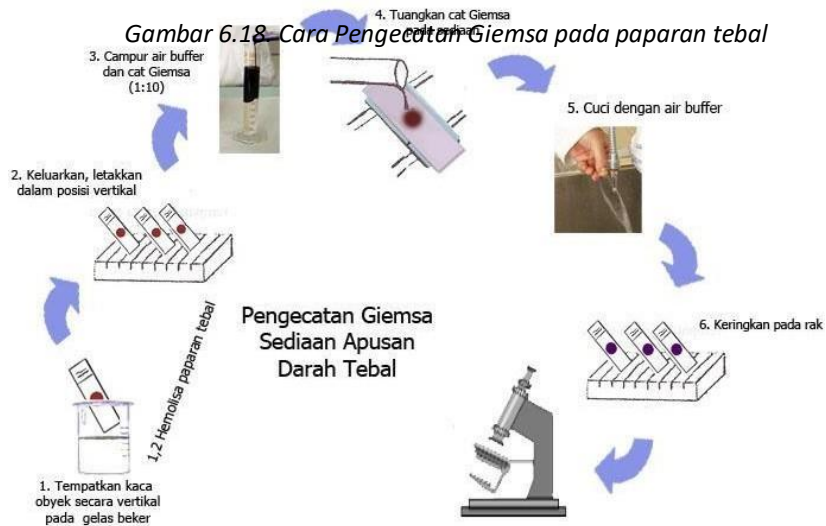 Gambar 6.18. Cara Pengecatan Giemsa pada paparan tebal
4. Tuangkan cat Giemsa
pada sediaan
3. Campur air buffer
dan cat Giemsa
(1:10)
5. Cuci dengan air buffer
2. Keluarkan, letakkan
dalam posisi vertikal
1,2 Hemolisa paparan tebal
Pengecatan Giemsa
Sediaan Apusan
Darah Tebal
6. Keringkan pada rak
1. Tempatkan kaca
obyek secara vertikal
pada gelas beker